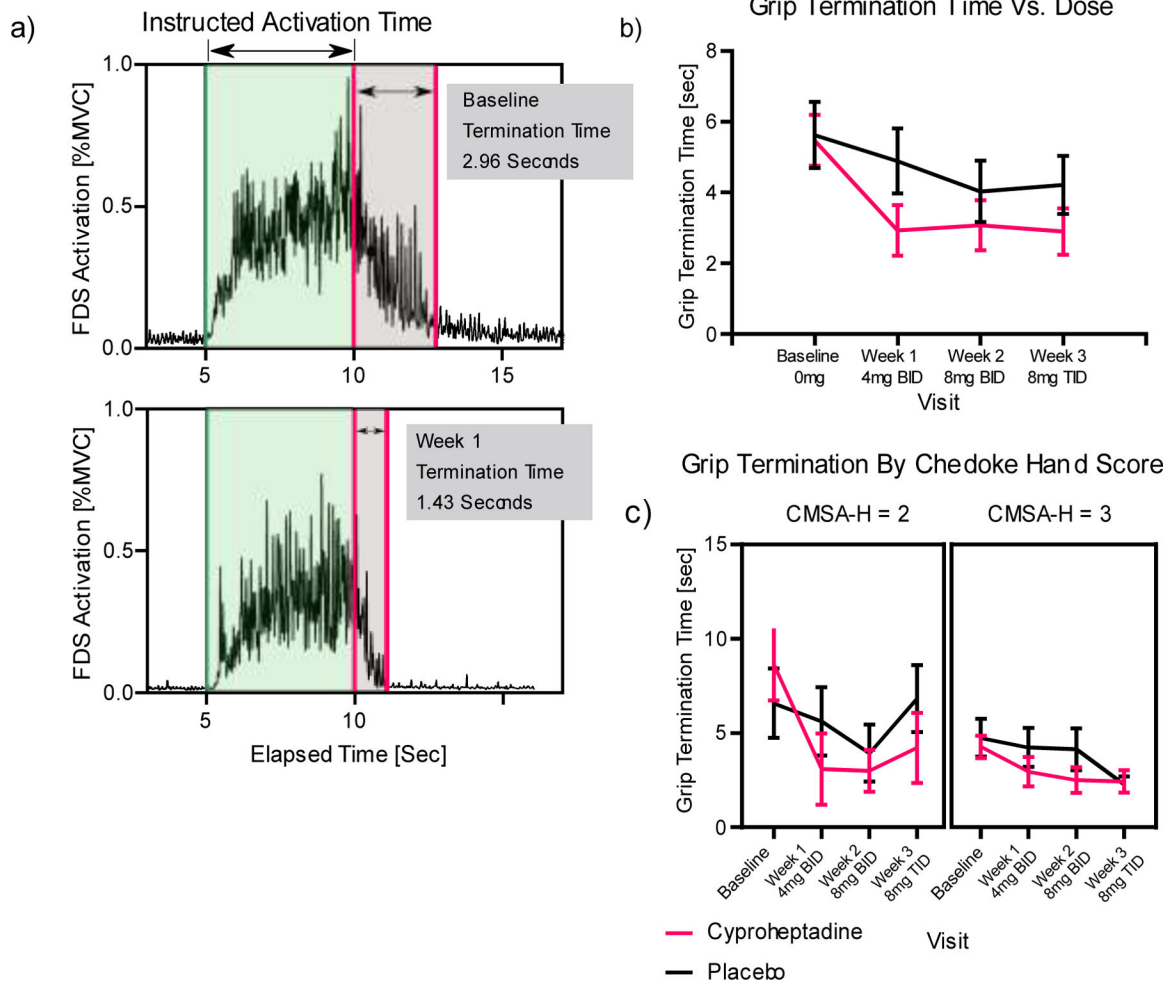 a)
Instructed Activation Time
1.0
0.5
0.0
FDS Activation [%MVC]
5
10
15
Baseline
Termination Time
2.96 Seconds
1.0
0.5
0.0
FDS Activation [%MVC]
5
10
Elapsed Time [Sec]
Week 1
Termination Time
1.43 Seconds
Grip Termination Time Vs. Dose
b)
8
6
4
2
0
Grip Termination Time [sec]
Baseline
0mg
Week 1
4mg BID
Week 2
8mg BID
Week 3
8mg TID
Visit
Grip Termination By Chedoke Hand Score
c)
CMSA-H = 2
CMSA-H = 3
15
10
5
0
Grip Termination Time [sec]
Baseline
Week 1
4mg BID
Week 2
8mg BID
Week 3
8mg TID
Baseline
Week 1
4mg BID
Week 2
8mg BID
Week 3
8mg TID
Visit
Cyproheptadine
Placebo